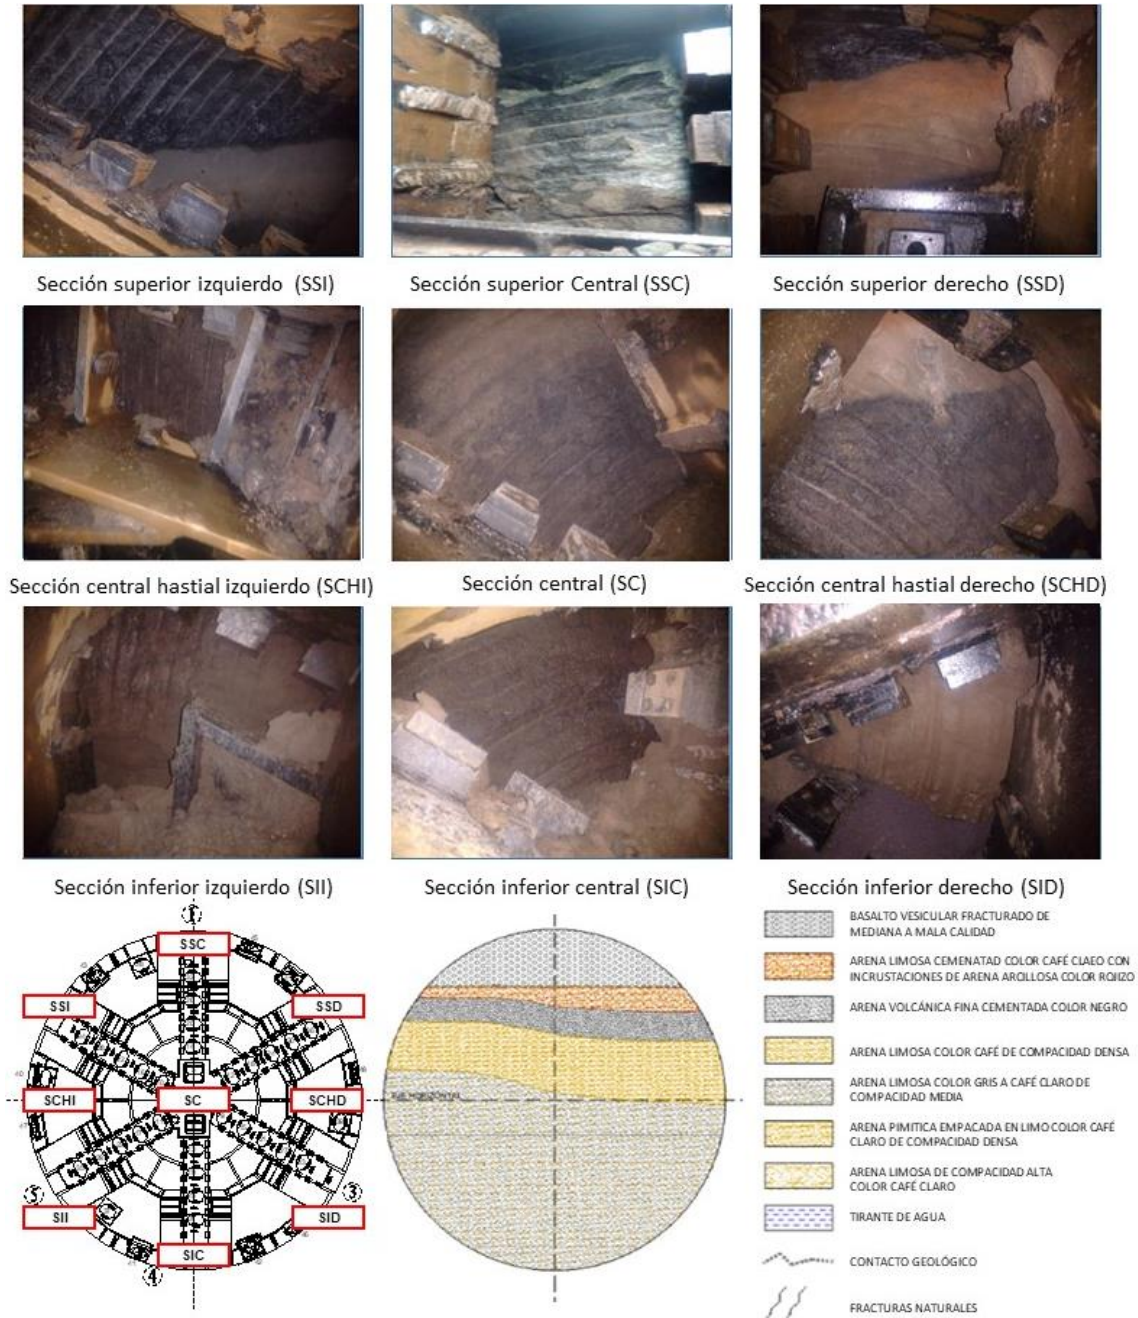 Sección superior izquierdo (SSI)
Sección superior Central (SSC)
Sección superior derecho (SSD)
Sección central hastial izquierdo (SCHI)
Sección central (SC)
Sección central hastial derecho (SCHD)
Sección inferior izquierdo (SII)
Sección inferior central (SIC)
Sección inferior derecho (SID)
1
SSC
SSI
SSD
SCHI
SC
SCHD
5
3
SII
SID
SIC
4
EJE HORIZONTAL
BASALTO VESICULAR FRACTURADO DE
MEDIANA A MALA CALIDAD
ARENA LIMOSA CEMENATAD COLOR CAFÉ CLAEO CON
INCRUSTACIONES DE ARENA ARCILLOSA COLOR ROJIZO
ARENA VOLCÁNICA FINA CEMENTADA COLOR NEGRO
ARENA LIMOSA COLOR CAFÉ DE COMPACIDAD DENSA
ARENA LIMOSA COLOR GRIS A CAFÉ CLARO DE
COMPACIDAD MEDIA
ARENA PIMITICA EMPACADA EN LIMO COLOR CAFÉ
CLARO DE COMPACIDAD DENSA
ARENA LIMOSA DE COMPACIDAD ALTA
COLOR CAFÉ CLARO
TIRANTE DE AGUA
CONTACTO GEOLÓGICO
FRACTURAS NATURALES